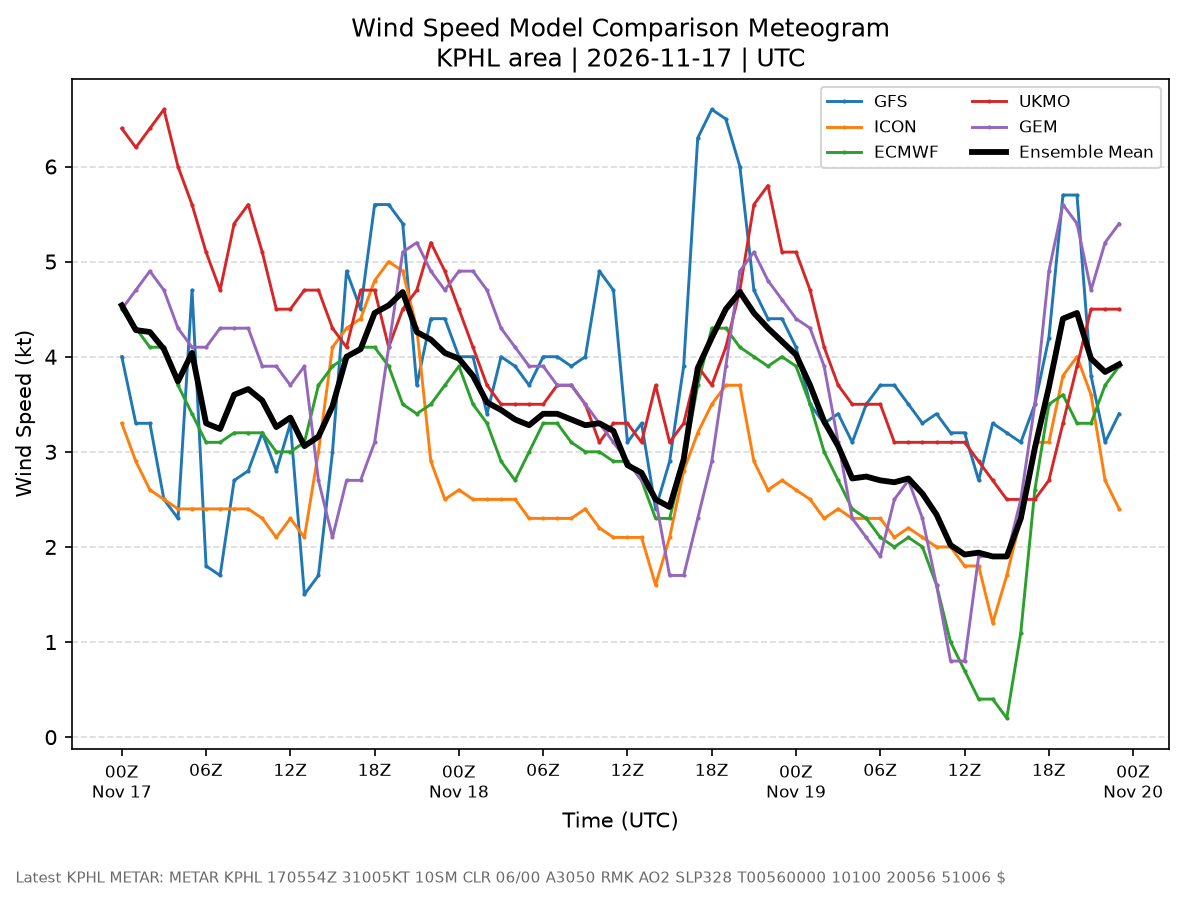 Wind Speed Model Comparison Meteogram
KPHL area | 2026-11-17 | UTC
GFS
ICON
ECMWF
UKMO
GEM
Ensemble Mean
Wind Speed (kt)
6
5
4
3
2
1
0
00Z 06Z 12Z 18Z 00Z 06Z 12Z 18Z 00Z 06Z 12Z 18Z 00Z
Nov 17 Nov 18 Nov 19 Nov 20
Time (UTC)
Latest KPHL METAR: METAR KPHL 170554Z 31005KT 10SM CLR 06/00 A3050 RMK AO2 SLP328 T00560000 10100 20056 51006 $